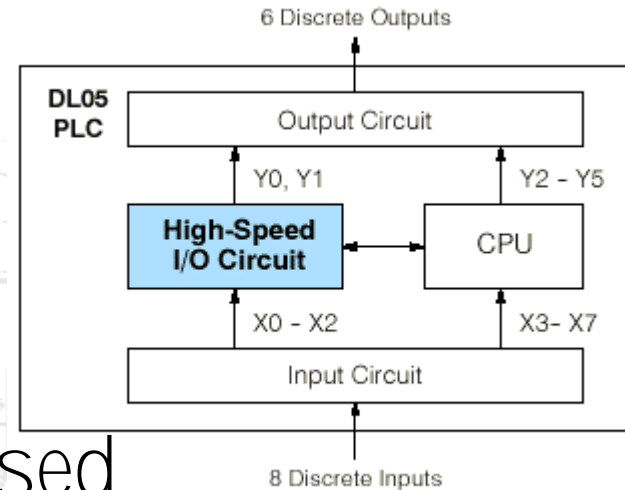 6 Discrete Outputs
DL05
PLC
Output Circuit
Y0, Y1
Y2 - Y5
High-Speed
I/O Circuit
CPU
X0 - X2
X3- X7
Input Circuit
8 Discrete Inputs